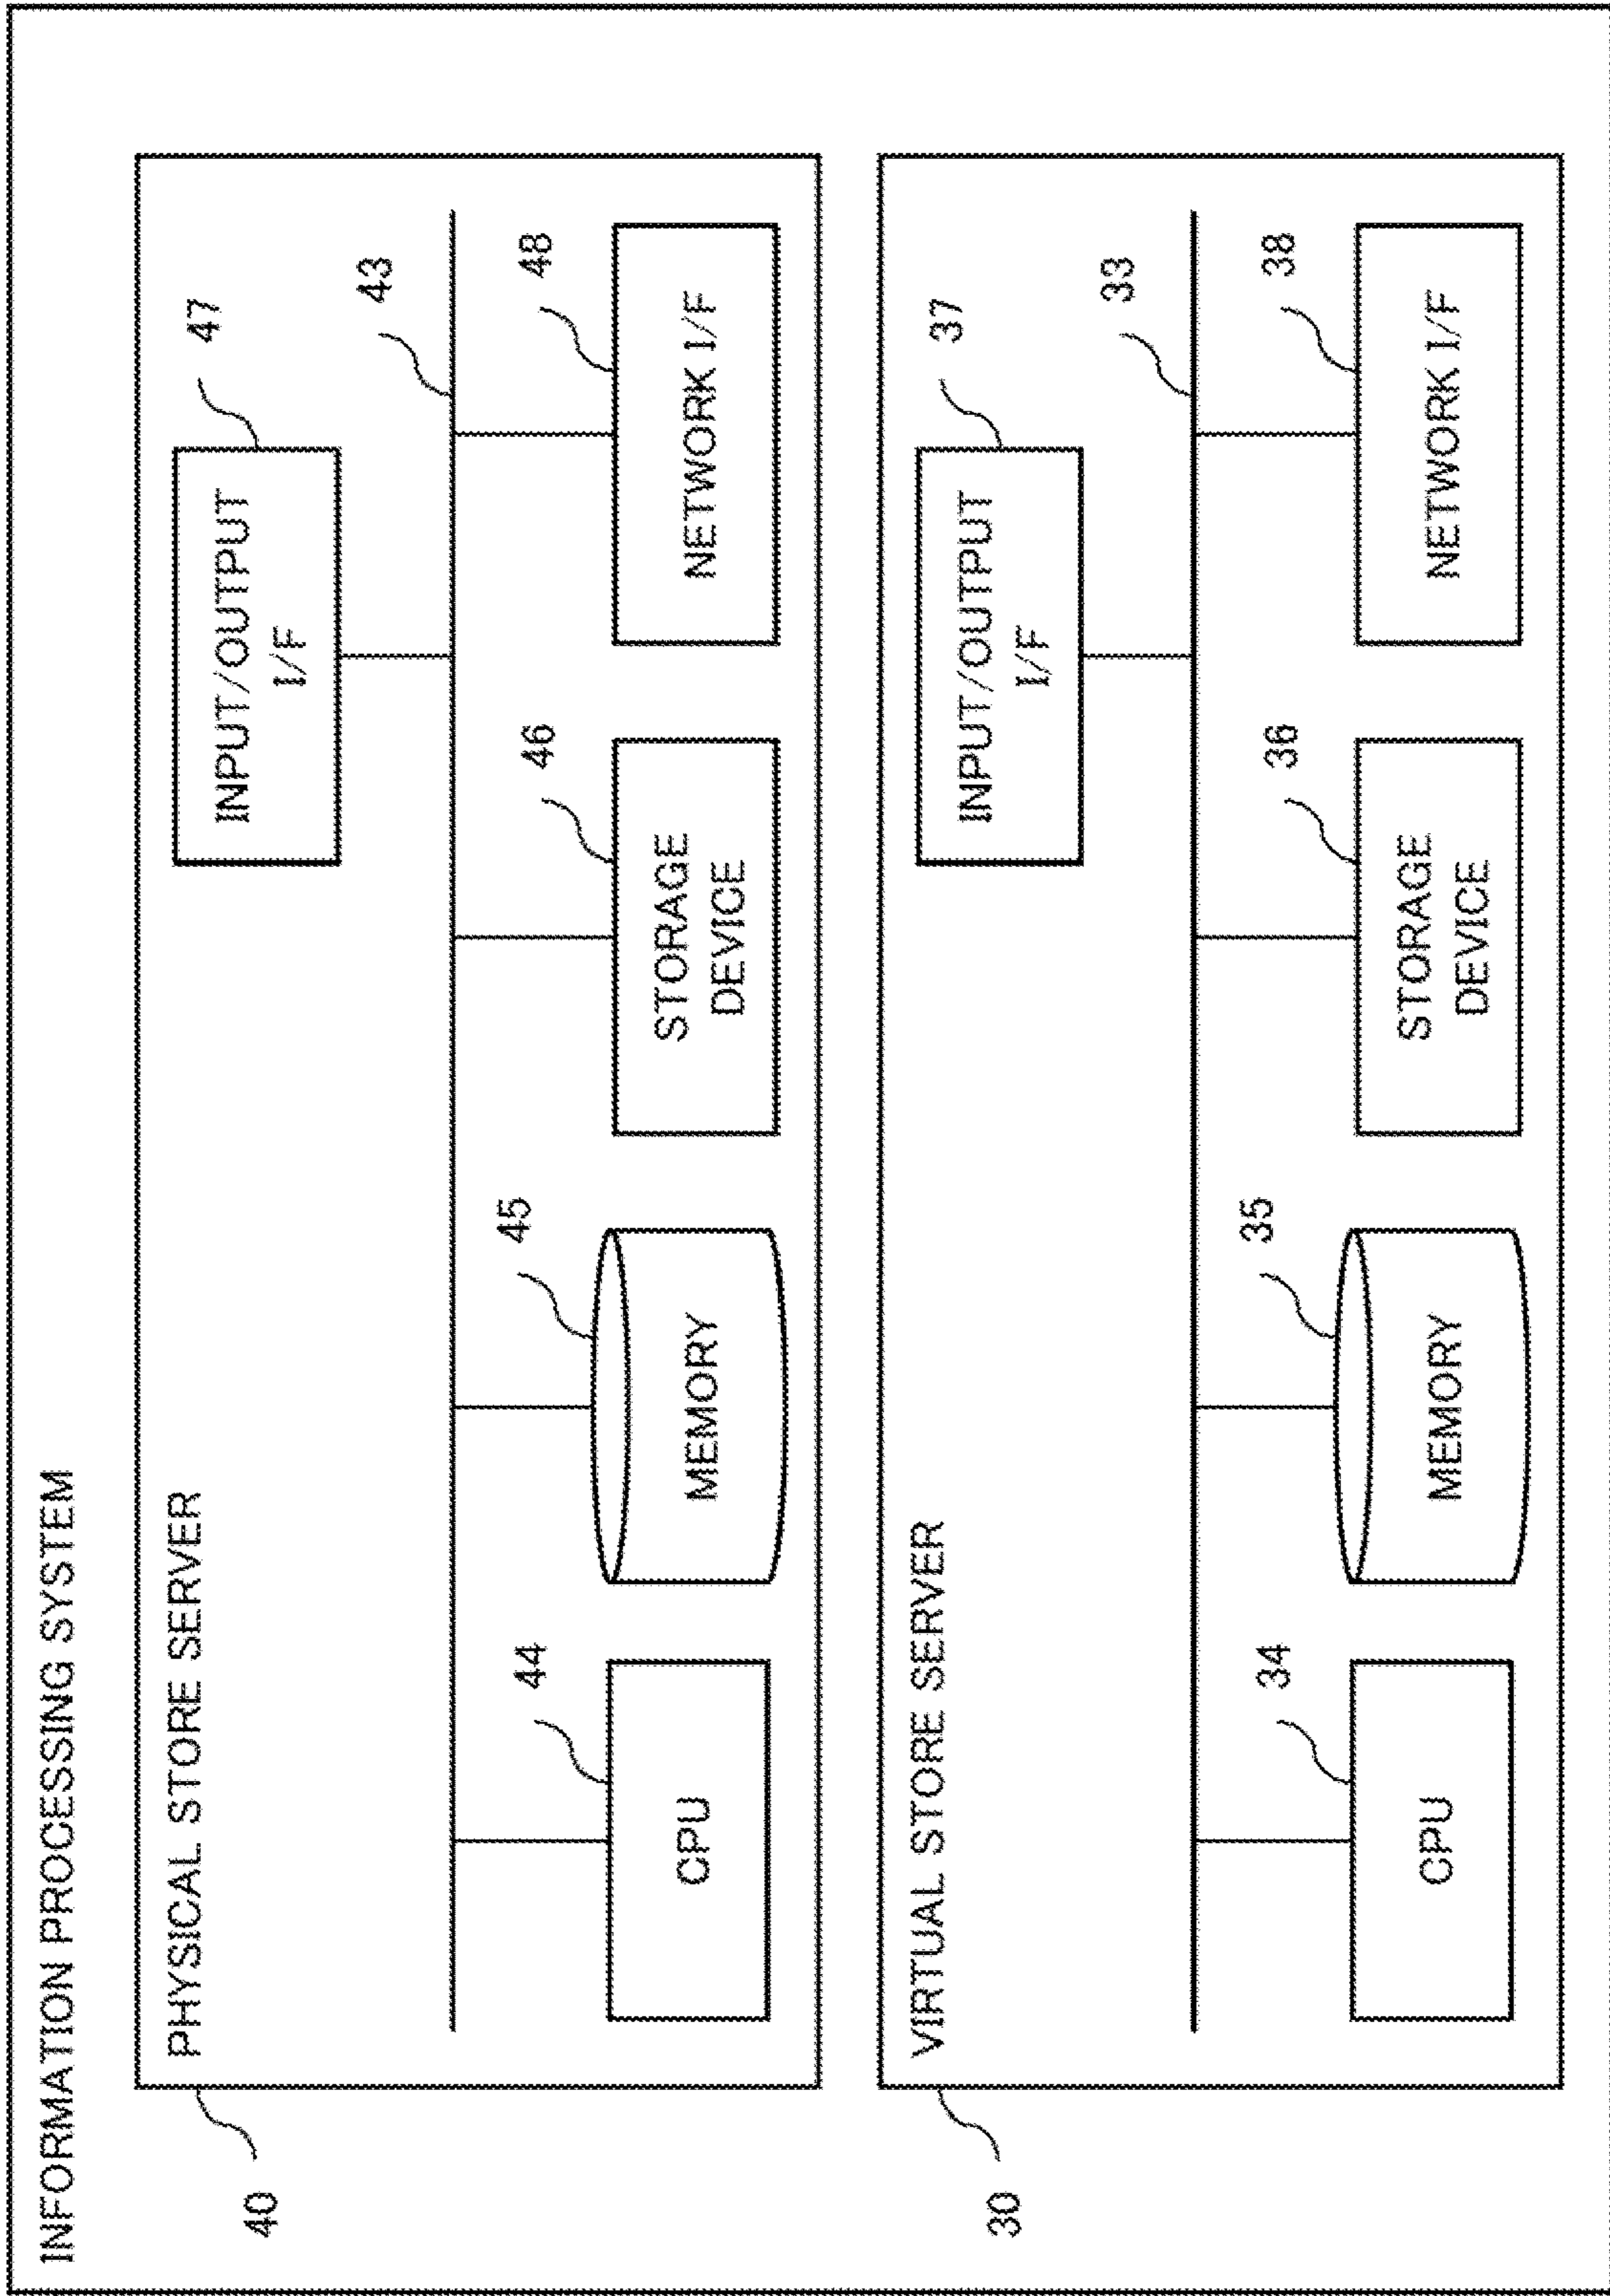 INFORMATION PROCESSING SYSTEM
40
PHYSICAL STORE SERVER
47
INPUT/OUTPUT
I/F
43
44
CPU
45
MEMORY
46
STORAGE
DEVICE
48
NETWORK I/F
30
VIRTUAL STORE SERVER
37
INPUT/OUTPUT
I/F
33
34
CPU
35
MEMORY
36
STORAGE
DEVICE
38
NETWORK I/F